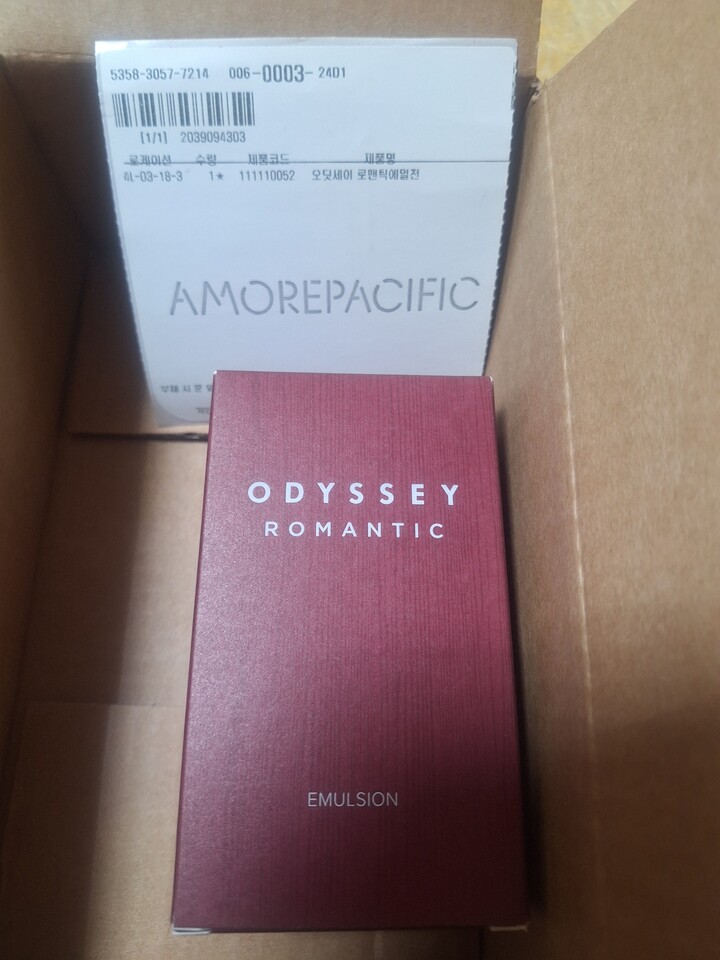 5358-3057-7214 006-0003-24D1
[1/1] 2039094303
로케이션 수량 제품코드 제품명
-03-18-3 1* 111110052 오딧세이 로맨틱에멀전
AMOREPACIFIC
ODYSSEY
ROMANTIC
EMULSION